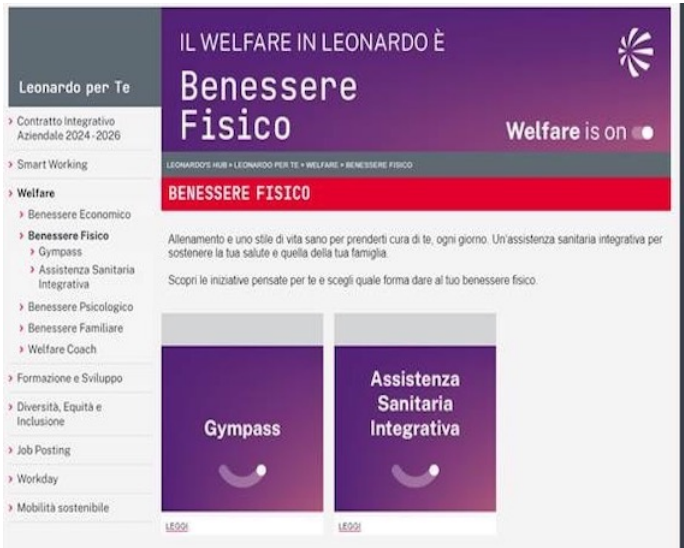 Leonardo per Te
Contratto Integrativo
Aziendale 2024-2026
Smart Working
Welfare
Benessere Economico
Benessere Fisico
Gympass
Assistenza Sanitaria
Integrativa
Benessere Psicologico
Benessere Familiare
Welfare Coach
Formazione e Sviluppo
Diversità, Equità e
Inclusione
Job Posting
Workday
Mobilità sostenibile
IL WELFARE IN LEONARDO È
Benessere
Fisico
Welfare is on
LEONARDO'S HUB > LEONARDO PER TE > WELFARE > BENESSERE FISICO
BENESSERE FISICO
Allenamento e uno stile di vita sano per prenderti cura di te, ogni giorno. Un'assistenza sanitaria integrativa per
sostenere la tua salute e quella della tua famiglia.
Scopri le iniziative pensate per te e scegli quale forma dare al tuo benessere fisico.
Gympass
LEGGI
Assistenza
Sanitaria
Integrativa
LEGGI